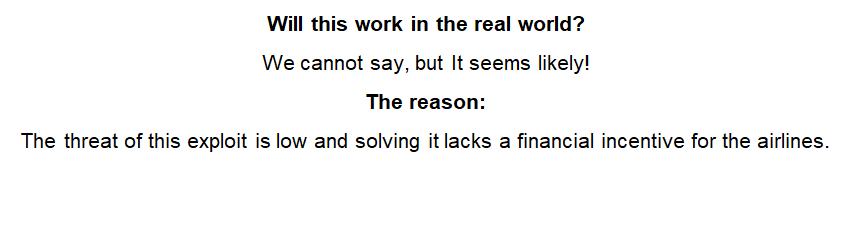 Will this work in the real world?
We cannot say, but It seems likely!
The reason:
The threat of this exploit is low and solving it lacks a financial incentive for the airlines.